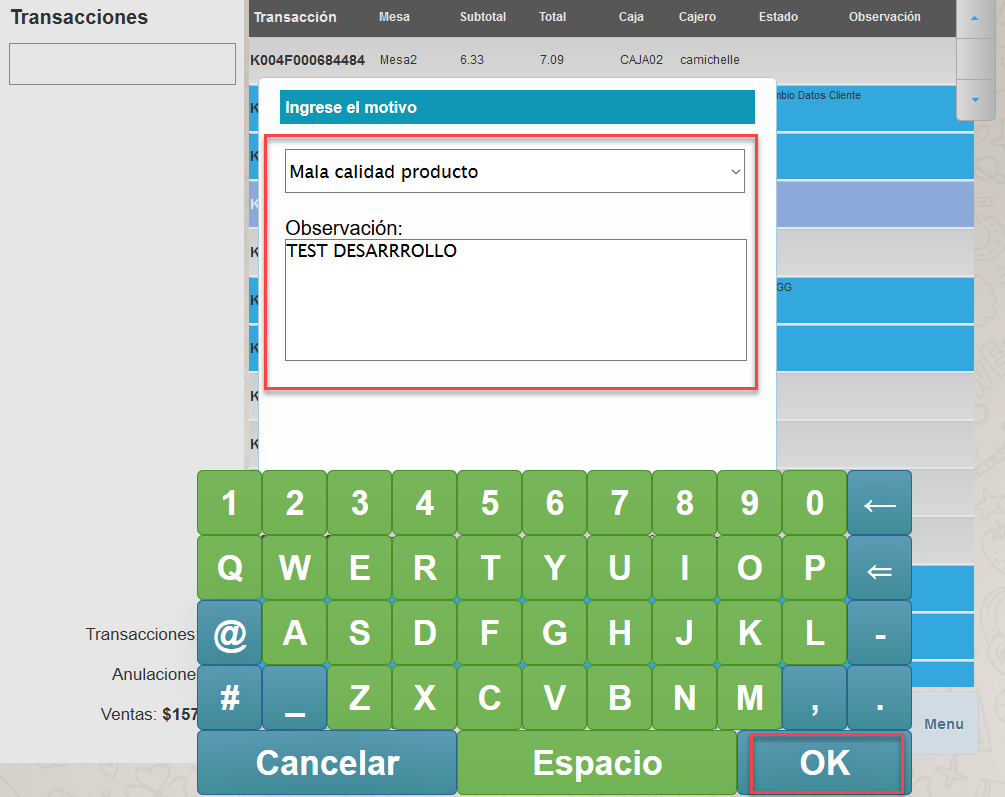 Transacciones
Transacción Mesa Subtotal Total Caja Cajero Estado Observación
K004F000684484 Mesa2 6.33 7.09 CAJA02 camichelle
Datos Cliente
Ingrese el motivo
Mala calidad producto
Observación:
TEST DESARRROLLO
GG
1 2 3 4 5 6 7 8 9 0 ←
Q W E R T Y U I O P ⇐
@ A S D F G H J K L -
# _ Z X C V B N M , .
Cancelar Espacio OK
Transacciones:
Anulacione
Ventas: $157
Menu